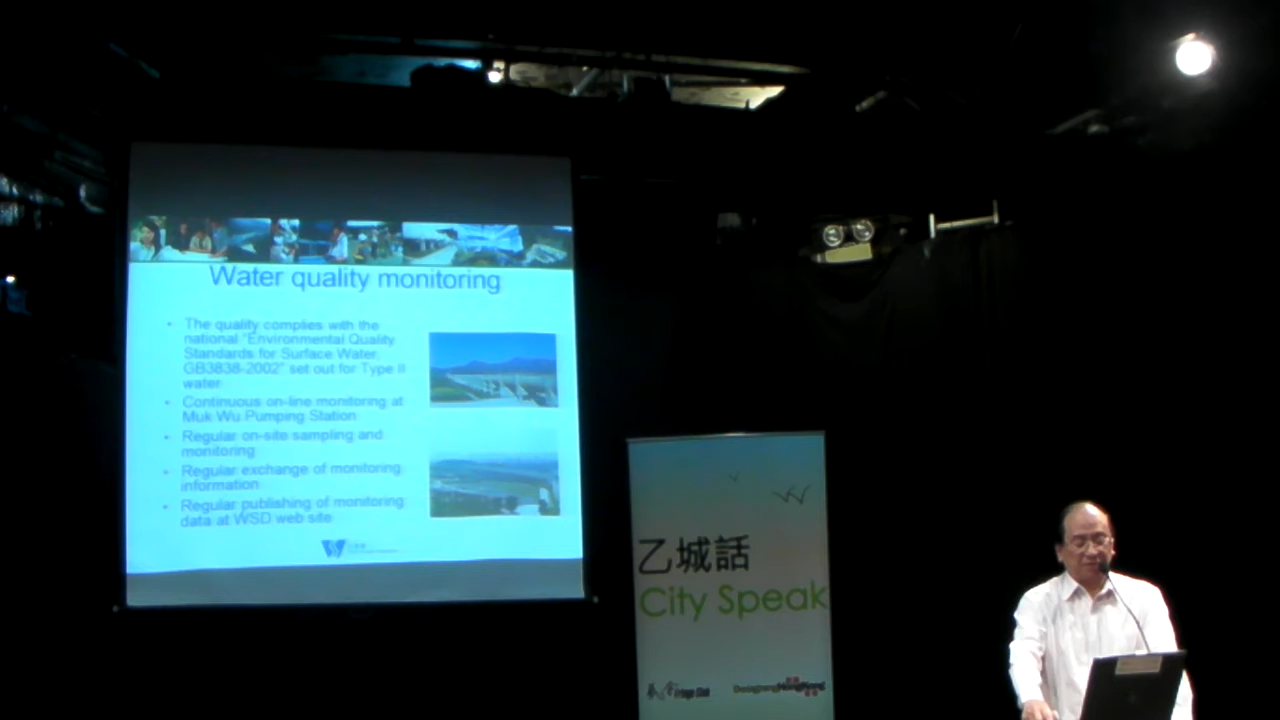 Water quality monitoring
• The quality complies with the
national "Environmental Quality
Standards for Surface Water,
GB3838-2002" set out for Type II
water
• Continuous on-line monitoring at
Muk Wu Pumping Station
• Regular on-site sampling and
monitoring
• Regular exchange of monitoring
information
• Regular publishing of monitoring
data at WSD web site
乙城話
City Speak
Fringe Club
DesigningHongKong